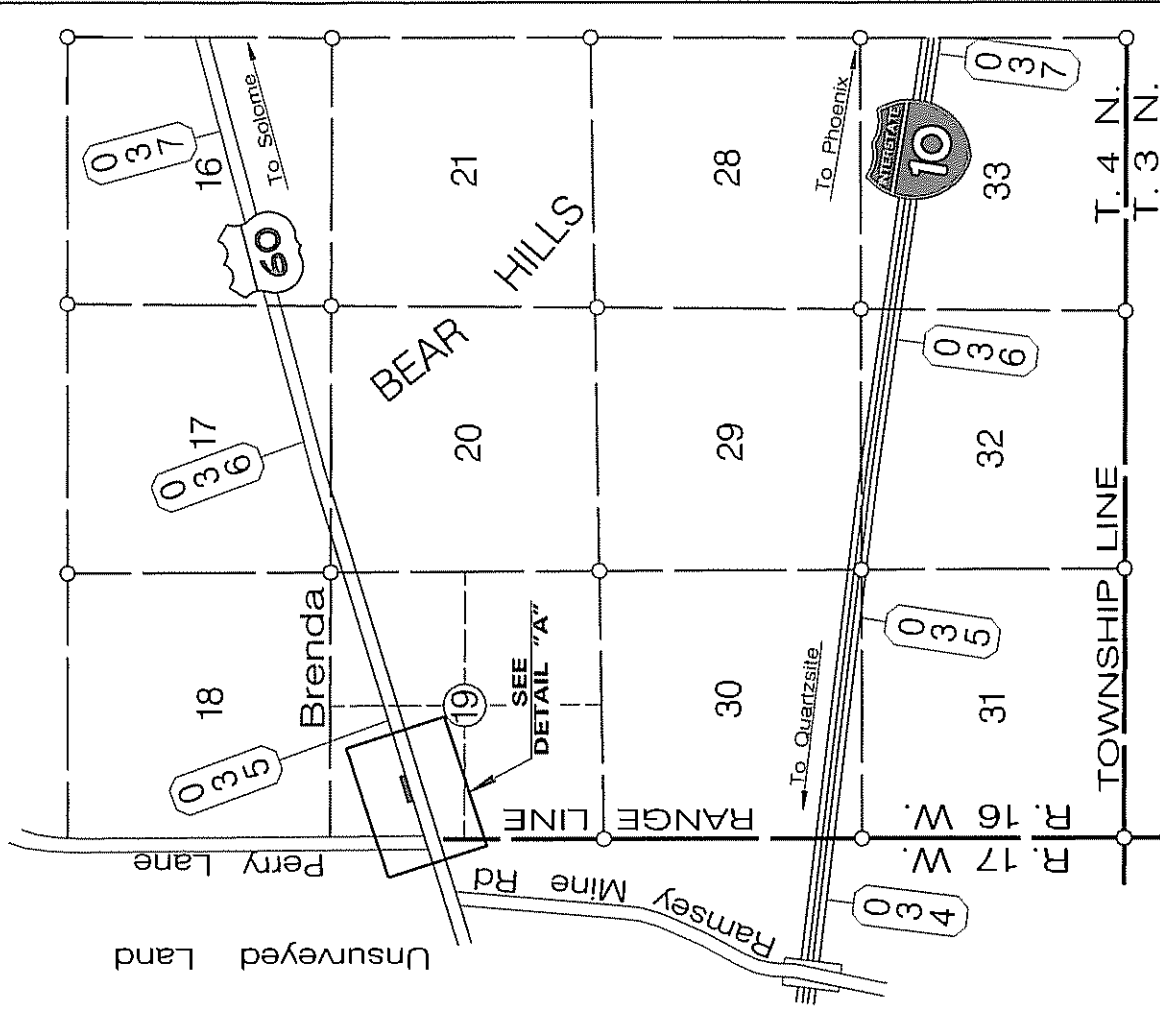 037
16
To Solome
60
17
036
18
035
Brenda
21
BEAR HILLS
20
19
SEE
DETAIL "A"
28
29
30
To Phoenix
INTERSTATE
10
037
33
036
32
035
31
To Quartzsite
034
T. 4 N.
T. 3 N.
TOWNSHIP LINE
RANGE LINE
R. 16 W.
R. 17 W.
Perry Lane
Ramsey Mine Rd
Unsurveyed Land